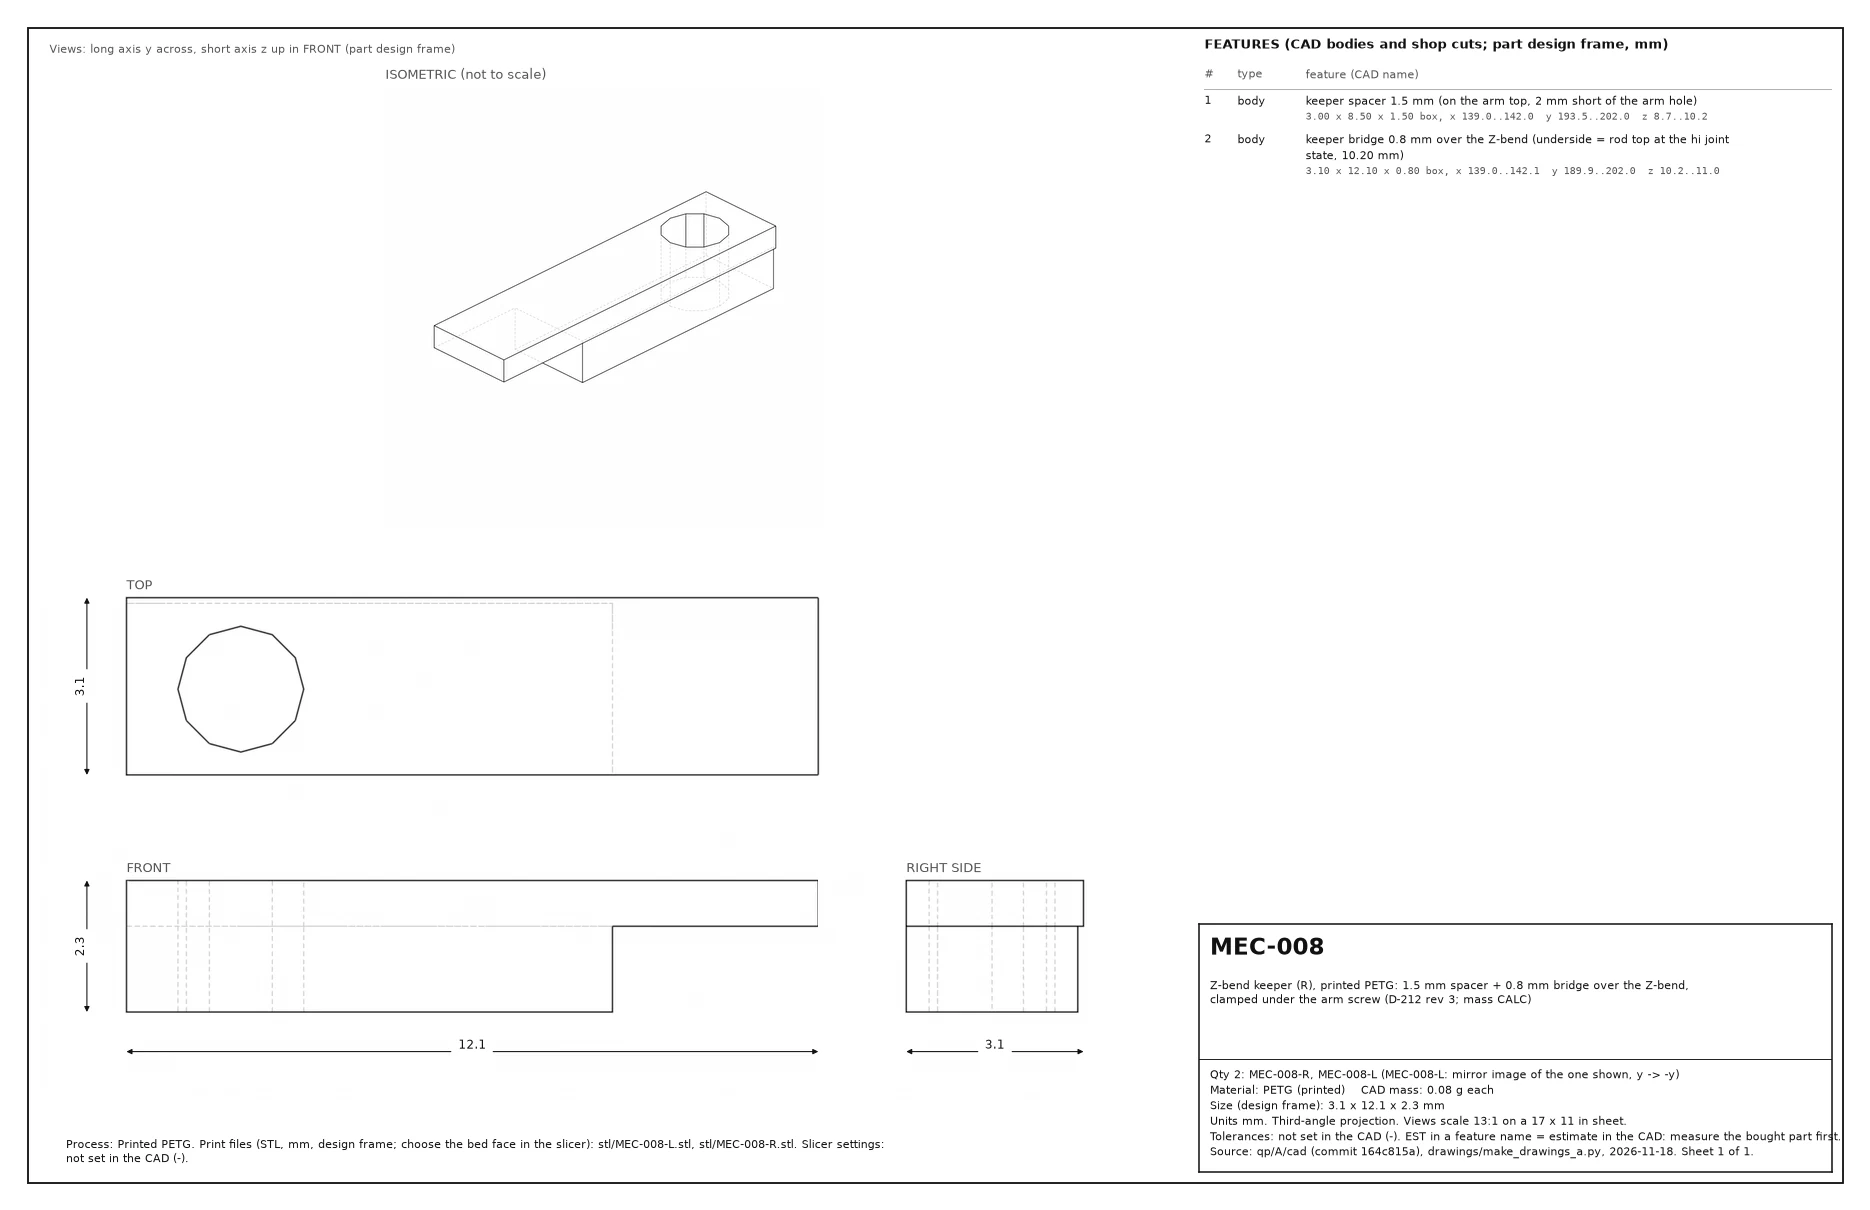 Views: long axis y across, short axis z up in FRONT (part design frame)
ISOMETRIC (not to scale)
FEATURES (CAD bodies and shop cuts; part design frame, mm)
# type feature (CAD name)
1 body keeper spacer 1.5 mm (on the arm top, 2 mm short of the arm hole)
3.00 x 8.50 x 1.50 box, x 139.0..142.0 y 193.5..202.0 z 8.7..10.2
2 body keeper bridge 0.8 mm over the Z-bend (underside = rod top at the hi joint
state, 10.20 mm)
3.10 x 12.10 x 0.80 box, x 139.0..142.1 y 189.9..202.0 z 10.2..11.0
TOP
3.1
FRONT
2.3
12.1
RIGHT SIDE
3.1
MEC-008
Z-bend keeper (R), printed PETG: 1.5 mm spacer + 0.8 mm bridge over the Z-bend,
clamped under the arm screw (D-212 rev 3; mass CALC)
Qty 2: MEC-008-R, MEC-008-L (MEC-008-L: mirror image of the one shown, y -> -y)
Material: PETG (printed) CAD mass: 0.08 g each
Size (design frame): 3.1 x 12.1 x 2.3 mm
Units mm. Third-angle projection. Views scale 13:1 on a 17 x 11 in sheet.
Tolerances: not set in the CAD (-). EST in a feature name = estimate in the CAD: measure the bought part first.
Source: qp/A/cad (commit 164c815a), drawings/make_drawings_a.py, 2026-11-18. Sheet 1 of 1.
Process: Printed PETG. Print files (STL, mm, design frame; choose the bed face in the slicer): stl/MEC-008-L.stl, stl/MEC-008-R.stl. Slicer settings:
not set in the CAD (-).